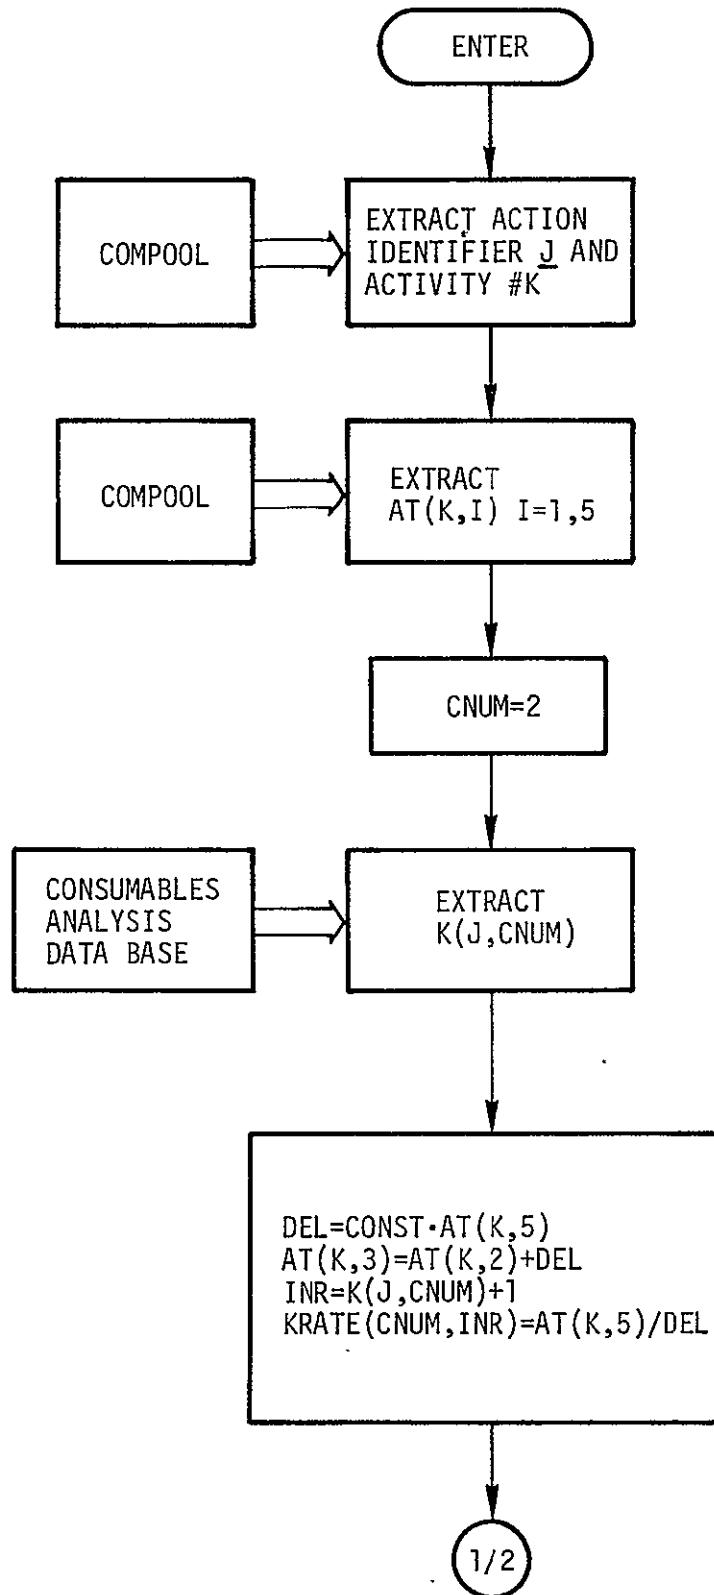 ENTER
COMPOOL
EXTRACT ACTION
IDENTIFIER J AND
ACTIVITY #K
COMPOOL
EXTRACT
AT(K,I) I=1,5
CNUM=2
CONSUMABLES
ANALYSIS
DATA BASE
EXTRACT
K(J,CNUM)
DEL=CONST·AT(K,5)
AT(K,3)=AT(K,2)+DEL
INR=K(J,CNUM)+1
KRATE(CNUM,INR)=AT(K,5)/DEL
1/2